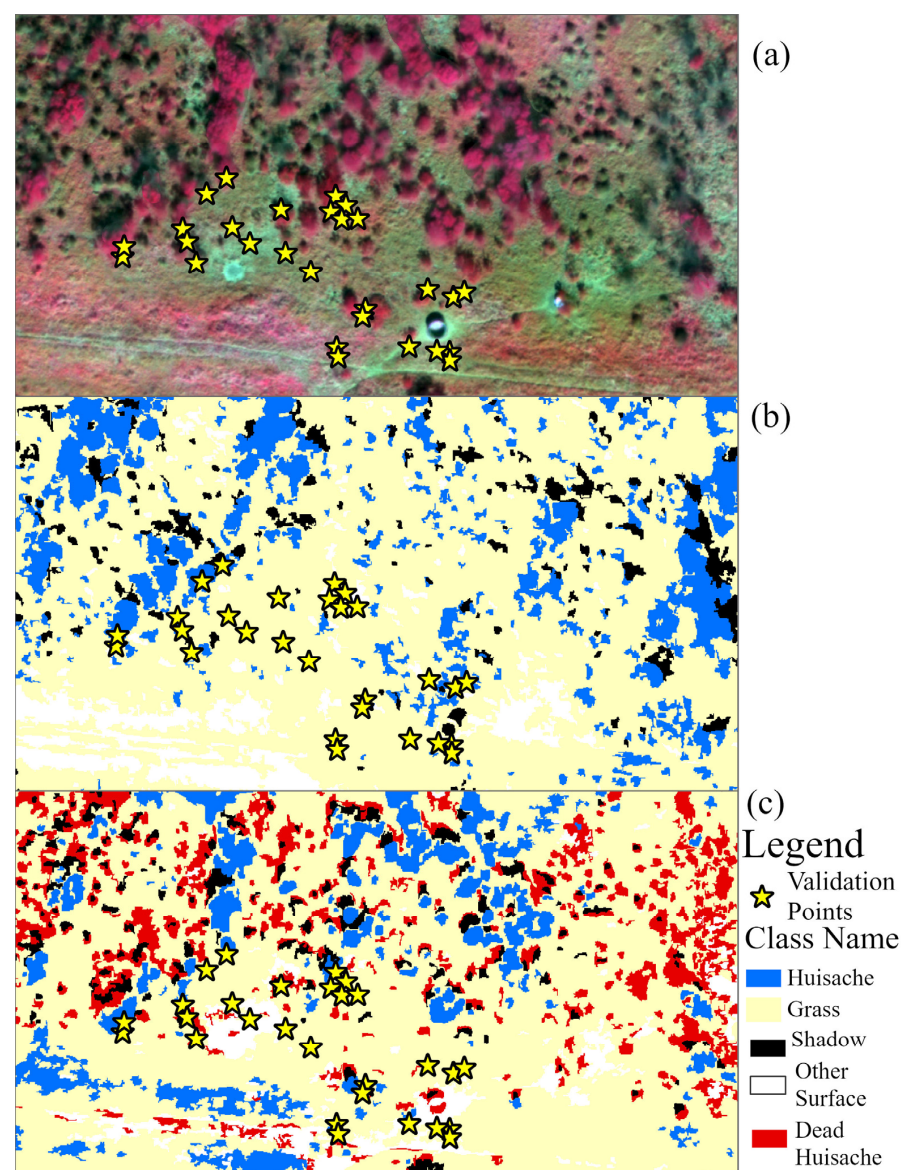 (a)
(b)
(c)
Legend
Validation
Points
Class Name
Huisache
Grass
Shadow
Other
Surface
Dead
Huisache